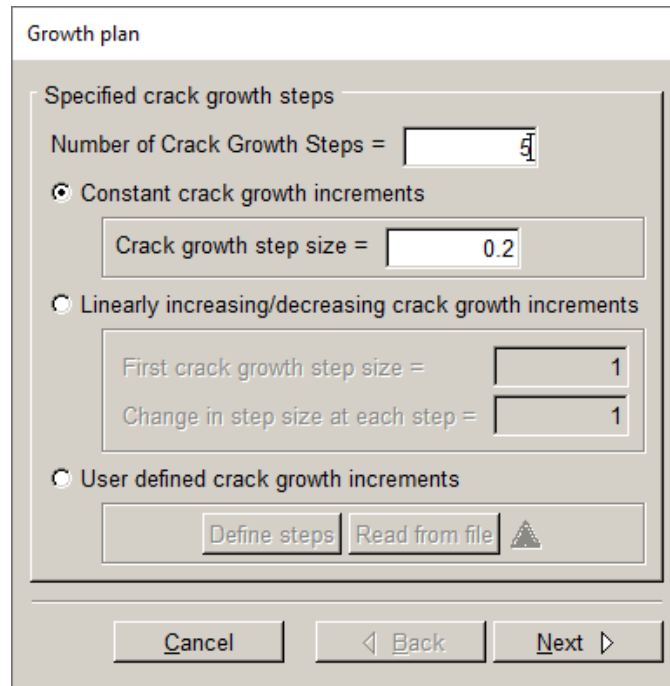 Growth plan
Specified crack growth steps
Number of Crack Growth Steps = 5
Constant crack growth increments
Crack growth step size = 0.2
Linearly increasing/decreasing crack growth increments
First crack growth step size = 1
Change in step size at each step = 1
User defined crack growth increments
Define steps Read from file
Cancel Back Next